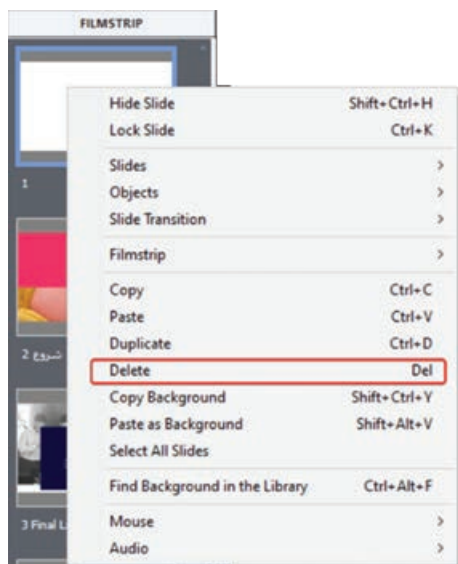 FILMSTRIP
Hide Slide Shift+Ctrl+H
Lock Slide Ctrl+K
1
Slides
Objects
Slide Transition
Filmstrip
Copy Ctrl+C
Paste Ctrl+V
Duplicate Ctrl+D
2 شروع
Delete Del
Copy Background Shift+Ctrl+Y
Paste as Background Shift+Alt+V
Select All Slides
Find Background in the Library Ctrl+Alt+F
3 Final L
Mouse
Audio